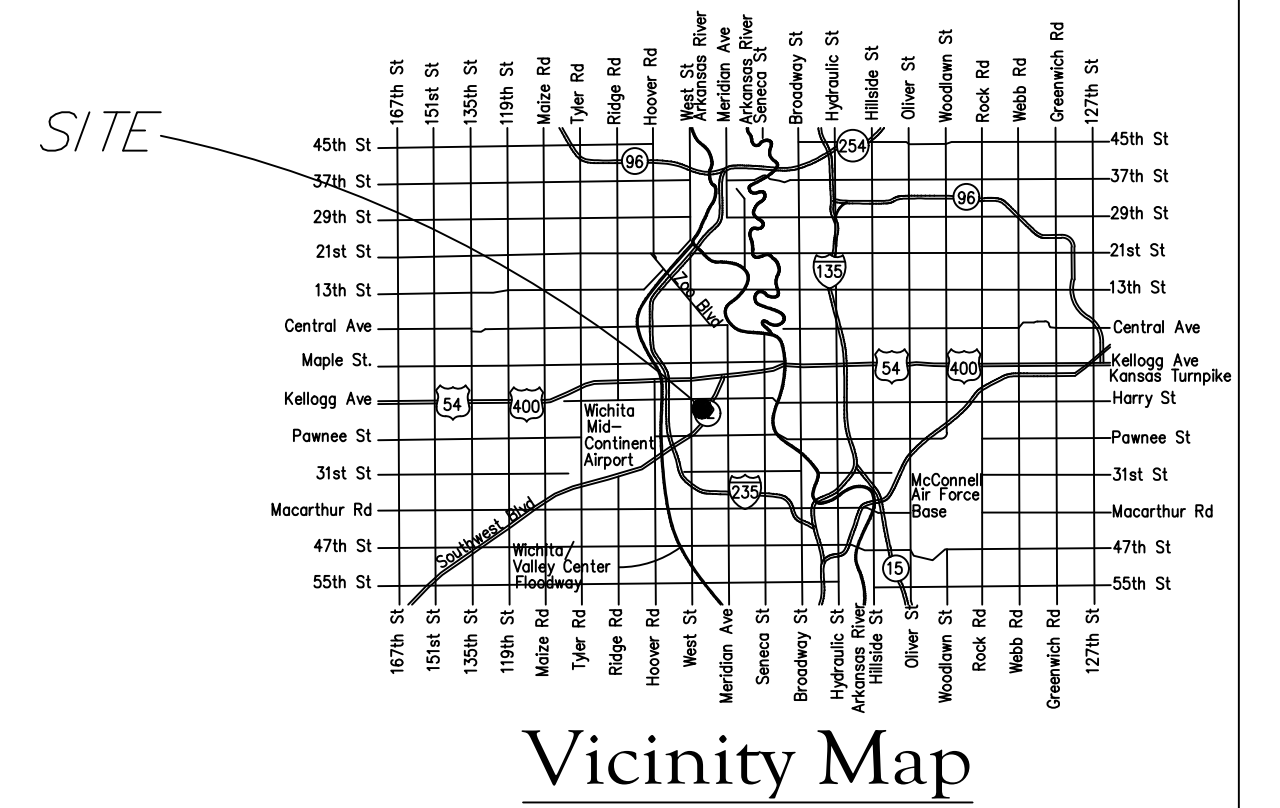 167th St
151st St
135th St
119th St
Maize Rd
Tyler Rd
Ridge Rd
Hoover Rd
West St
Arkansas River
Meridian Ave
Arkansas River
Seneca St
Broadway St
Hydraulic St
Hillside St
Oliver St
Woodlawn St
Rock Rd
Webb Rd
Greenwich Rd
127th St
SITE
45th St
37th St
29th St
21st St
13th St
Central Ave
Maple St.
Kellogg Ave
Pawnee St
31st St
Macarthur Rd
47th St
55th St
96
254
96
135
Zoo Blvd
54
400
54
400
Wichita
Mid-
Continent
Airport
235
McConnell
Air Force
Base
Southwest Blvd
Wichita/
Valley Center
Floodway
15
45th St
37th St
29th St
21st St
13th St
Central Ave
Kellogg Ave
Kansas Turnpike
Harry St
Pawnee St
31st St
Macarthur Rd
47th St
55th St
167th St
151st St
135th St
119th St
Maize Rd
Tyler Rd
Ridge Rd
Hoover Rd
West St
Meridian Ave
Seneca St
Broadway St
Hydraulic St
Arkansas River
Hillside St
Oliver St
Woodlawn St
Rock Rd
Webb Rd
Greenwich Rd
127th St
Vicinity Map